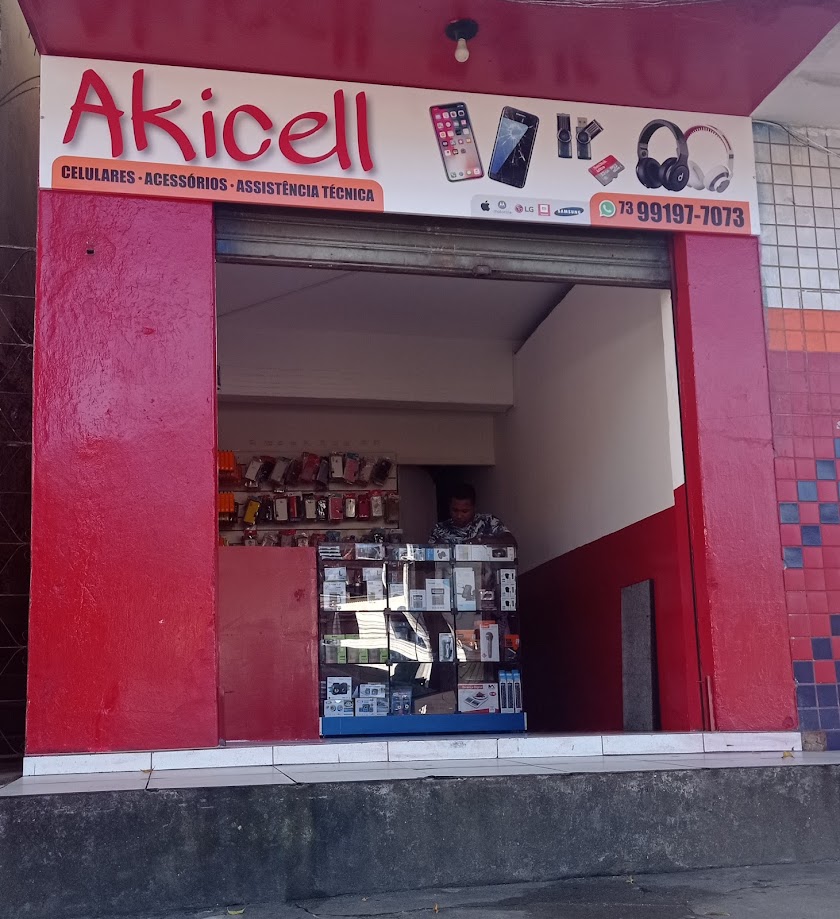 Akicell
CELULARES · ACESSÓRIOS · ASSISTÊNCIA TÉCNICA
LG SAMSUNG
73 99197-7073